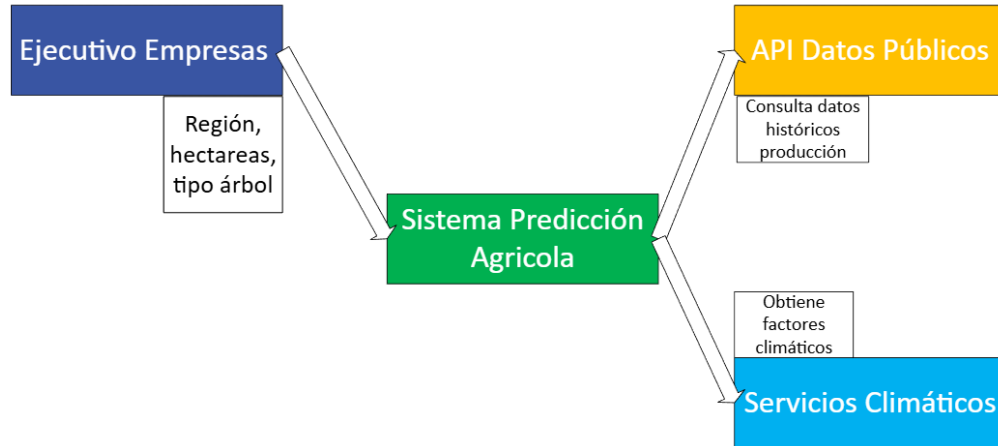 Ejecutivo Empresas
Región,
hectareas,
tipo árbol
Sistema Predicción
Agricola
API Datos Públicos
Consulta datos
históricos
producción
Obtiene
factores
climáticos
Servicios Climáticos